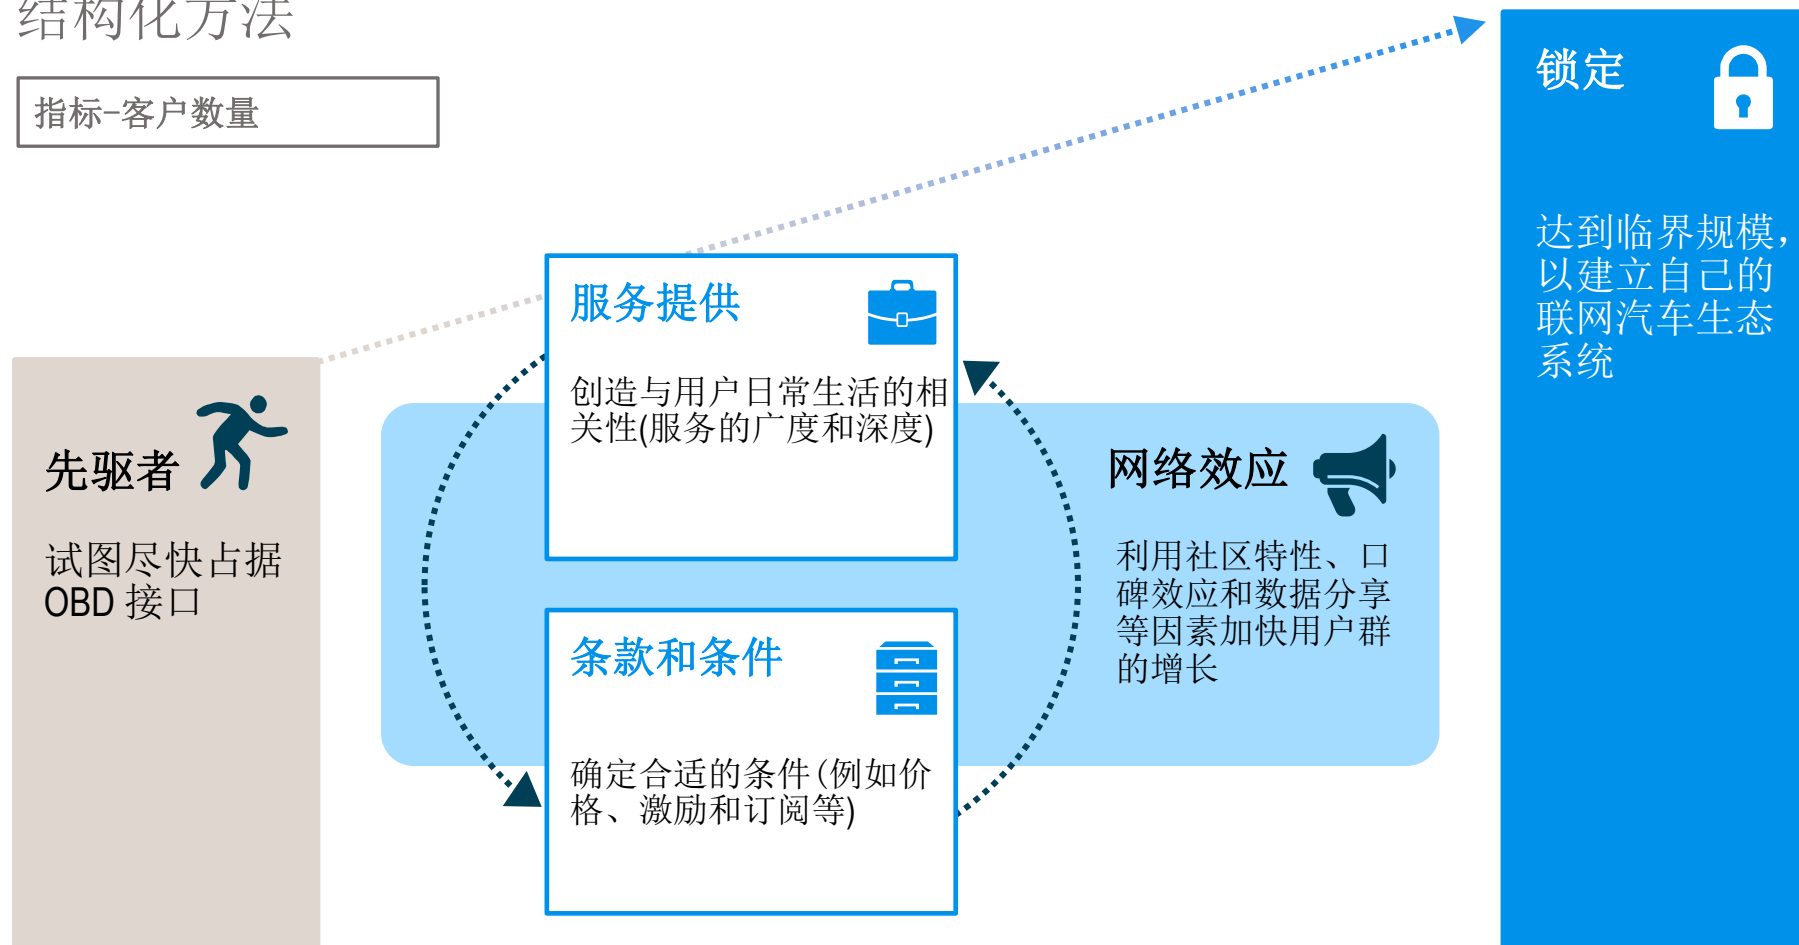 结构化方法
指标-客户数量
锁定
达到临界规模，
以建立自己的
联网汽车生态
系统
服务提供
创造与用户日常生活的相
关性(服务的广度和深度)
先驱者
试图尽快占据
OBD 接口
网络效应
利用社区特性、口
碑效应和数据分享
等因素加快用户群
的增长
条款和条件
确定合适的条件(例如价
格、激励和订阅等)